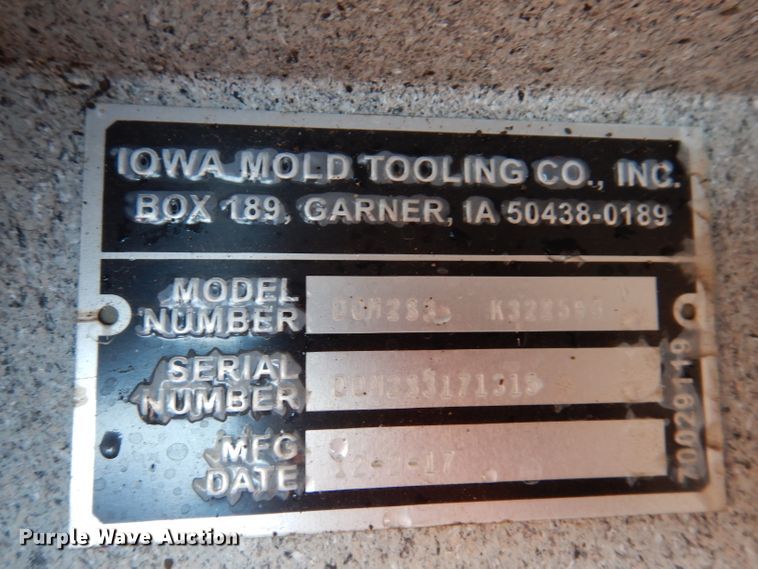 IOWA MOLD TOOLING CO., INC.
BOX 189, GARNER, IA 50438-0189
MODEL
NUMBER
SERIAL
NUMBER
MFG
DATE
70029119
Purple Wave Auction